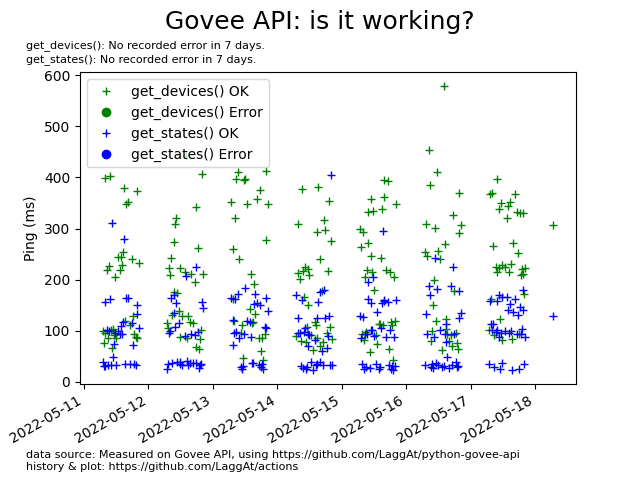 Govee API: is it working?
get_devices(): No recorded error in 7 days.
get_states(): No recorded error in 7 days.
600
500
400
300
200
100
0
Ping (ms)
get_devices() OK
get_devices() Error
get_states() OK
get_states() Error
2022-05-11
2022-05-12
2022-05-13
2022-05-14
2022-05-15
2022-05-16
2022-05-17
2022-05-18
data source: Measured on Govee API, using https://github.com/LaggAt/python-govee-api
history & plot: https://github.com/LaggAt/actions